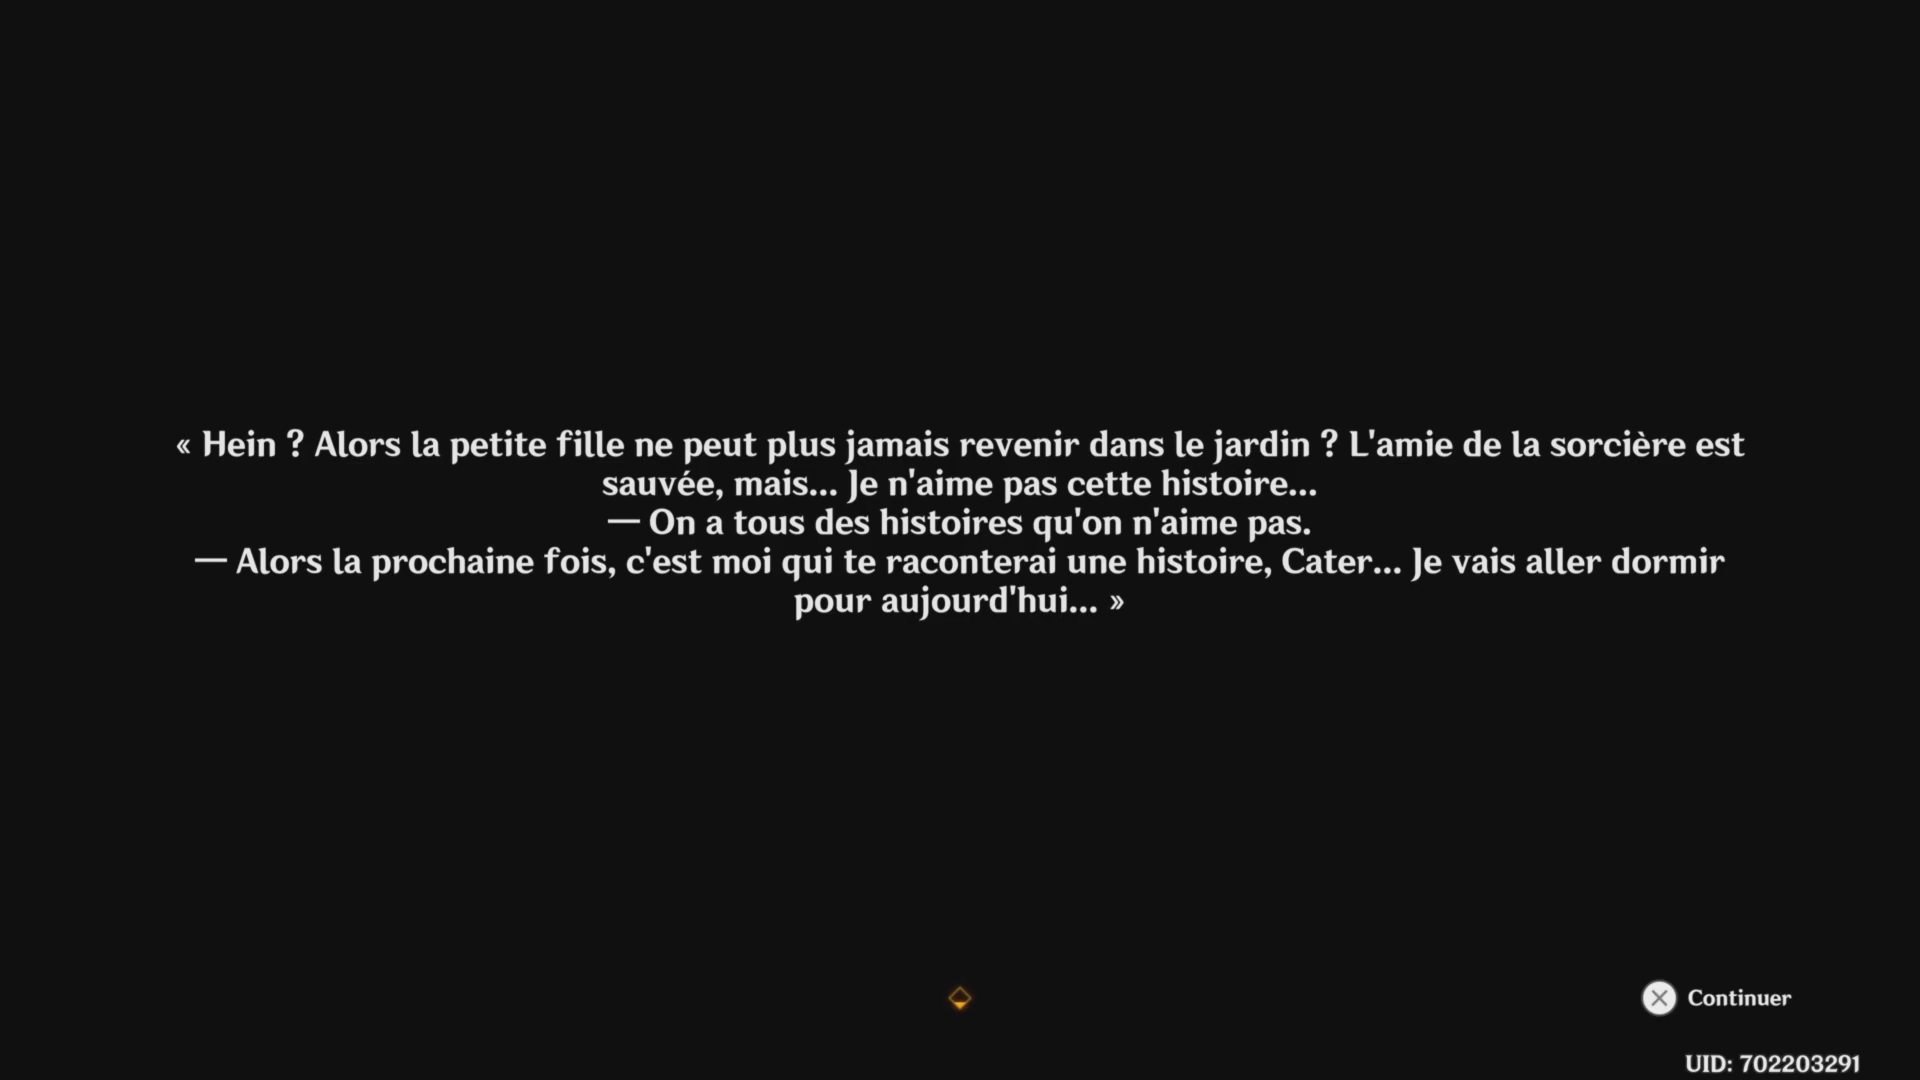 « Hein ? Alors la petite fille ne peut plus jamais revenir dans le jardin ? L'amie de la sorcière est
sauvée, mais... Je n'aime pas cette histoire...
— On a tous des histoires qu'on n'aime pas.
— Alors la prochaine fois, c'est moi qui te raconterai une histoire, Cater... Je vais aller dormir
pour aujourd'hui... »
Continuer
UID: 702203291